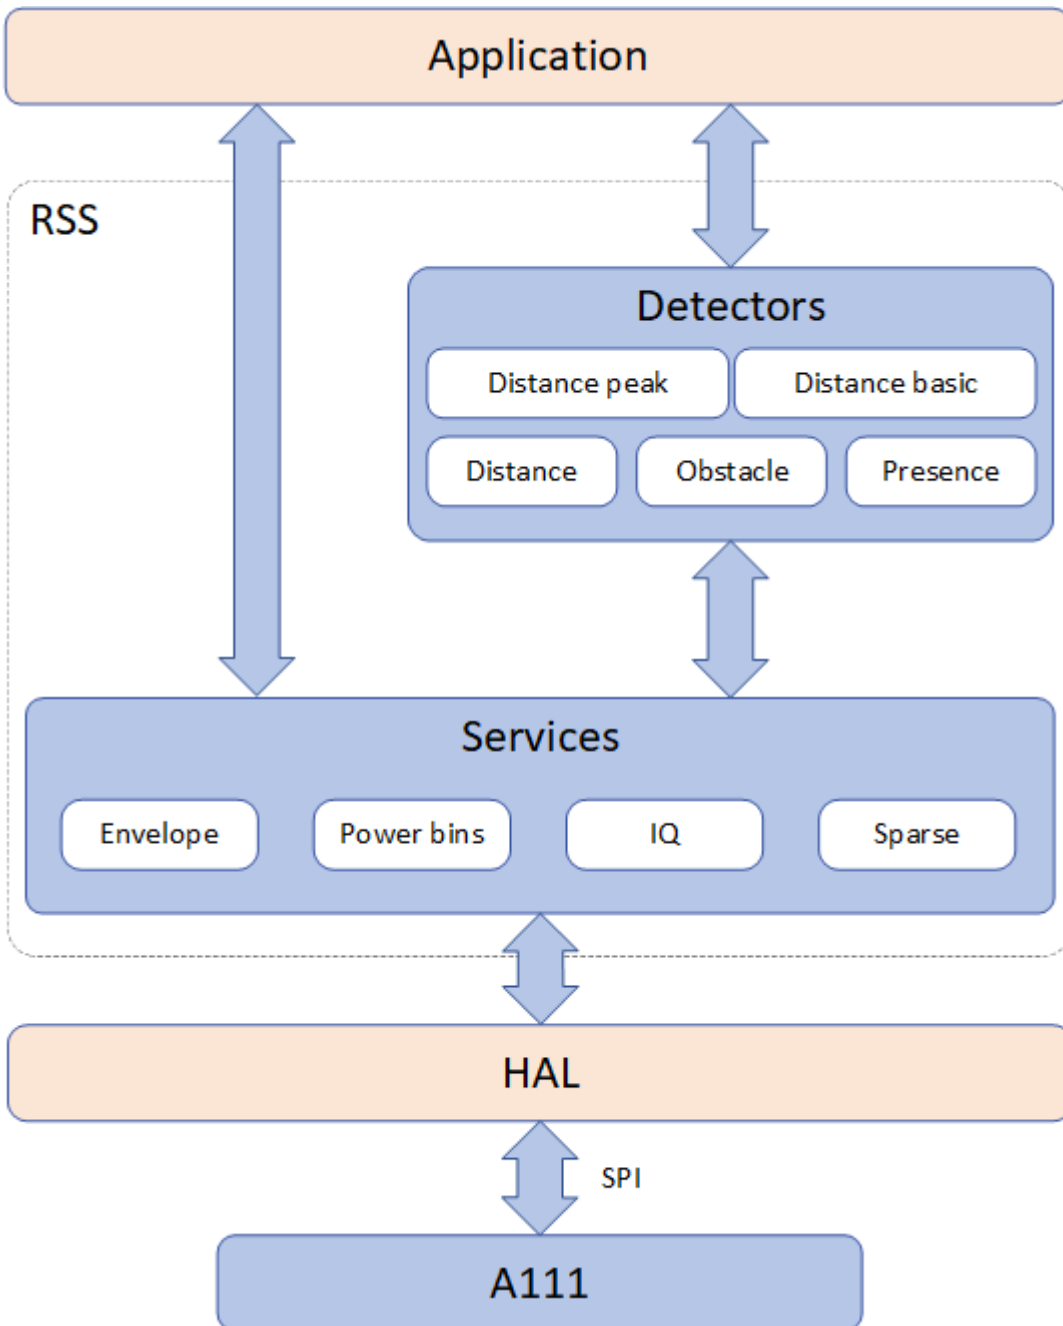 Application
RSS
Detectors
Distance peak
Distance basic
Distance
Obstacle
Presence
Services
Envelope
Power bins
IQ
Sparse
HAL
SPI
A111